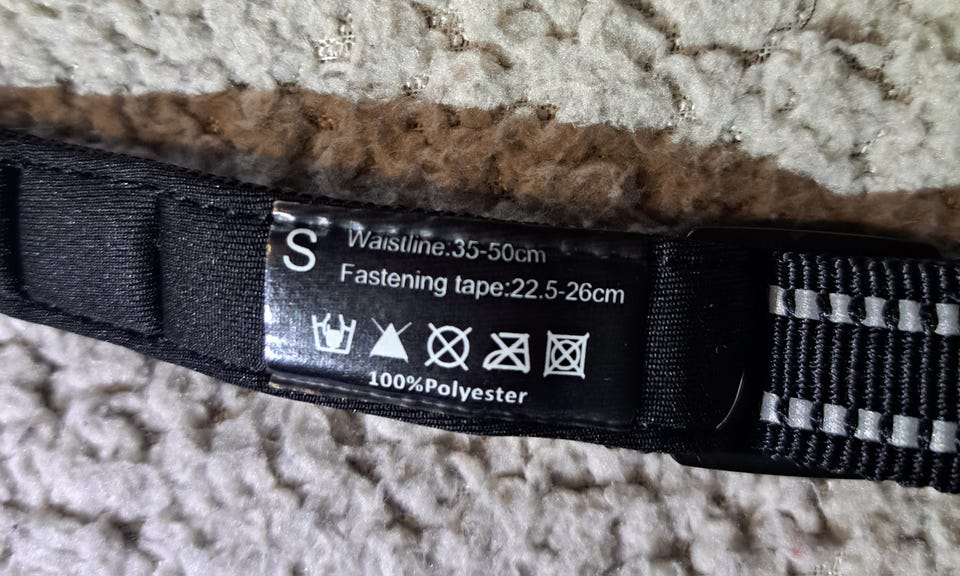 S
Waistline:35-50cm
Fastening tape:22.5-26cm
100%Polyester